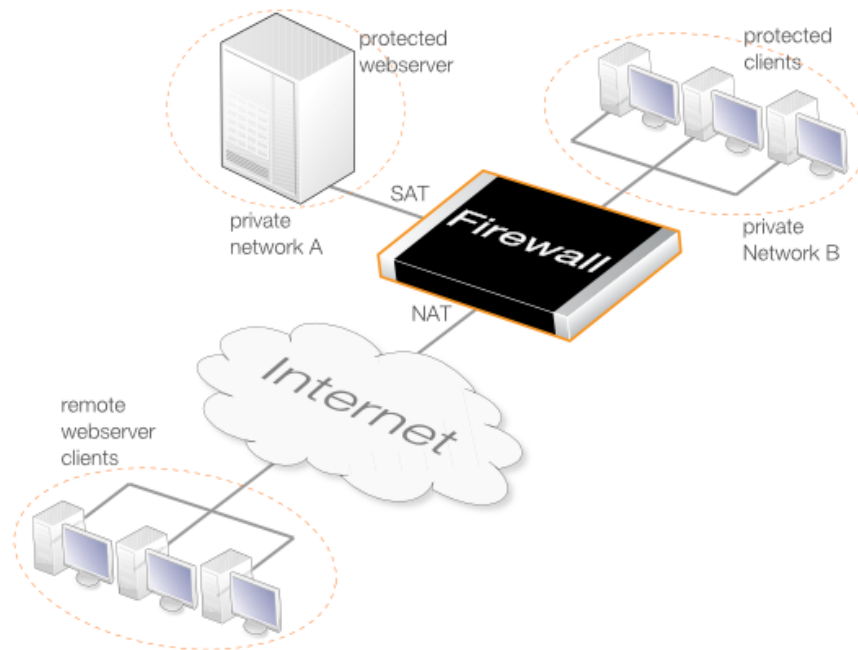 protected
webserver
protected
clients
SAT
private
network A
Firewall
private
Network B
NAT
Internet
remote
webserver
clients